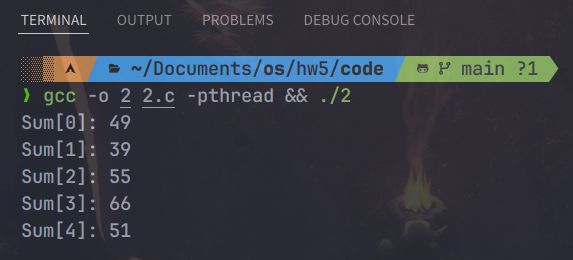 TERMINAL OUTPUT PROBLEMS DEBUG CONSOLE
~/Documents/os/hw5/code main ?1
❯ gcc -o 2 2.c -pthread && ./2
Sum[0]: 49
Sum[1]: 39
Sum[2]: 55
Sum[3]: 66
Sum[4]: 51